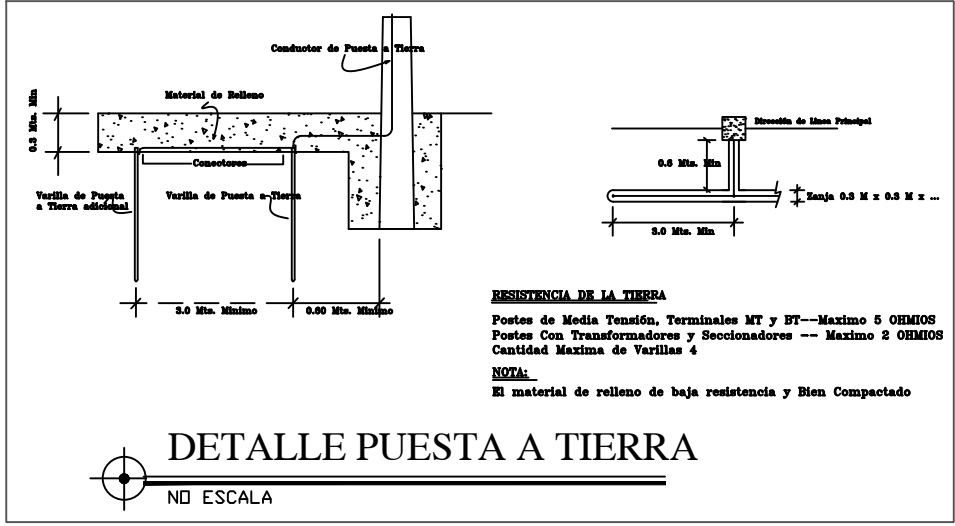 Conductor de Puesta a Tierra
Material de Relleno
0.3 Mts. Min
Conectores
Varilla de Puesta
a Tierra adicional
Varilla de Puesta a Tierra
3.0 Mts. Minimo
0.60 Mts. Minimo
Dirección de Linea Principal
0.6 Mts. Min
Zanja 0.3 M x 0.3 M x ...
3.0 Mts. Min
RESISTENCIA DE LA TIERRA
Postes de Media Tensión, Terminales MT y BT--Maximo 5 OHMIOS
Postes Con Transformadores y Seccionadores -- Maximo 2 OHMIOS
Cantidad Maxima de Varillas 4
NOTA:
El material de relleno de baja resistencia y Bien Compactado
DETALLE PUESTA A TIERRA
NO ESCALA